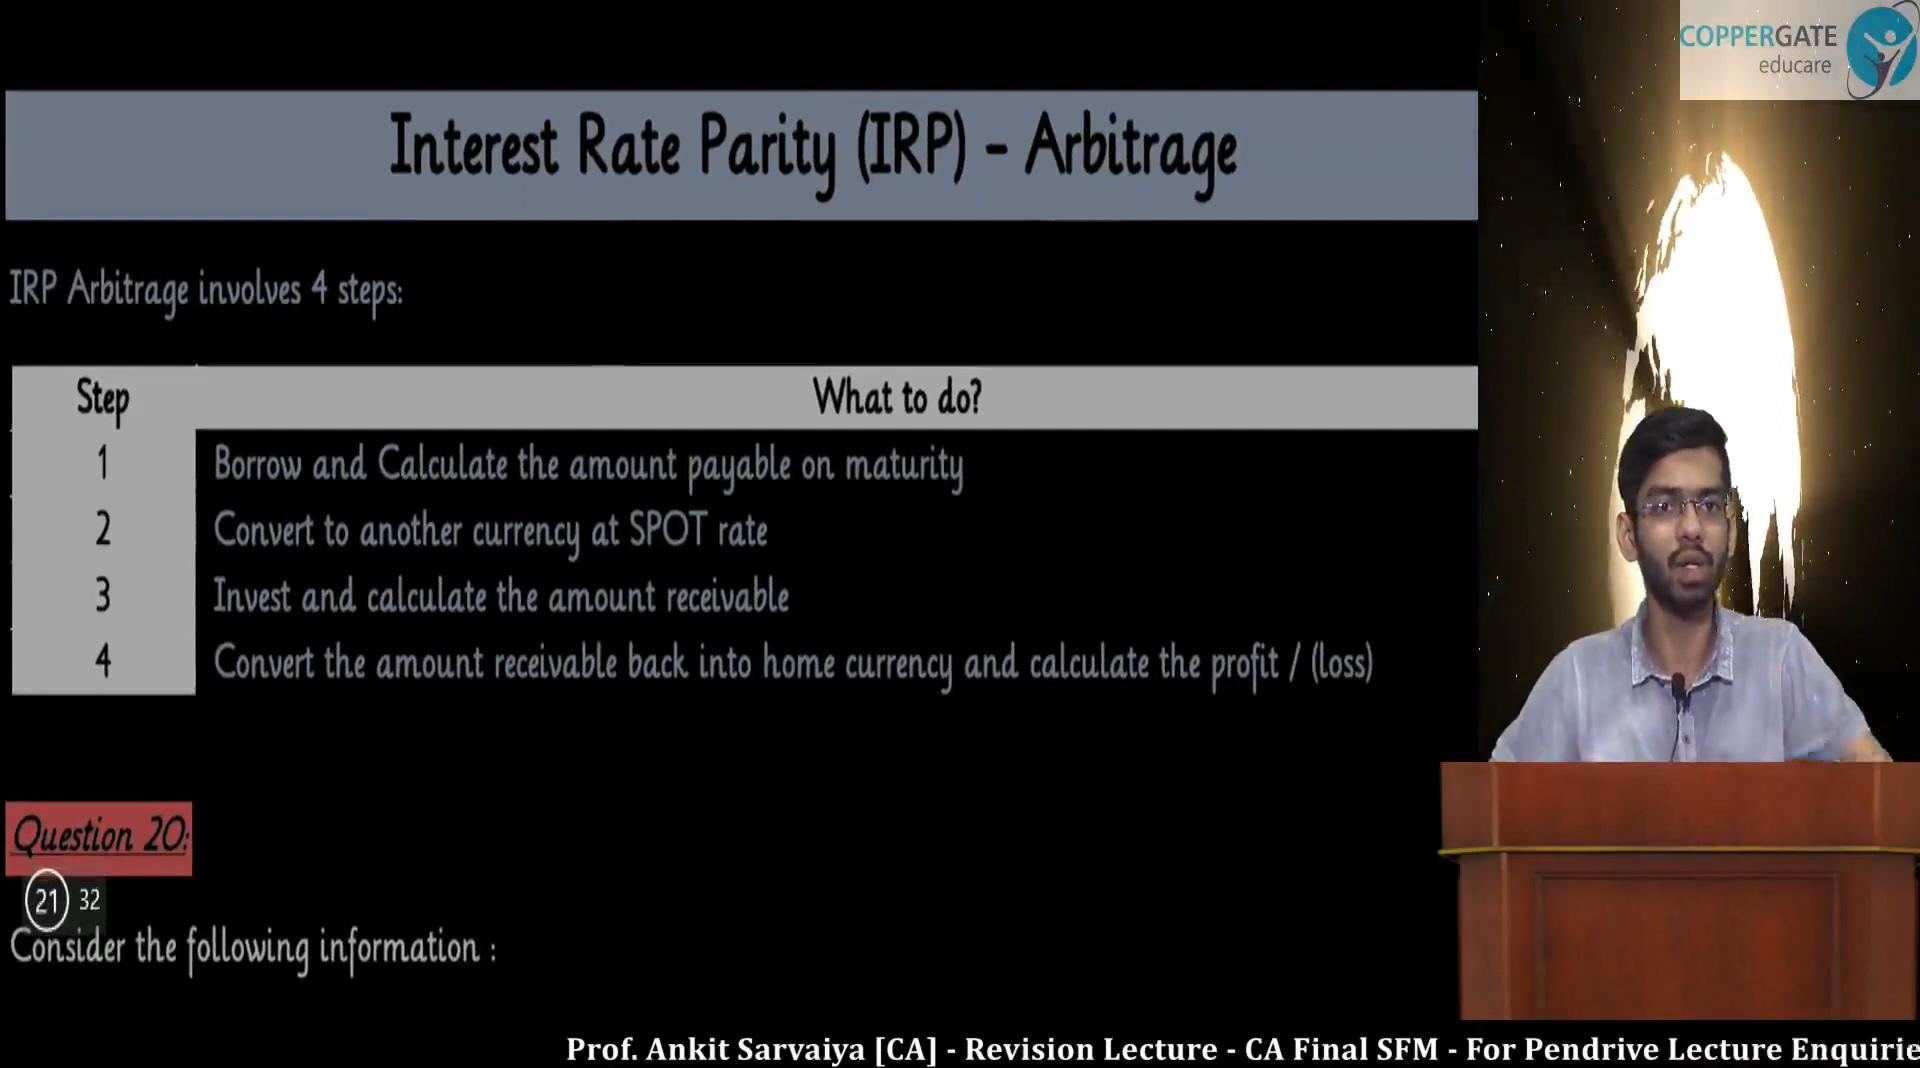 COPPERGATE
educare
Interest Rate Parity (IRP) - Arbitrage
IRP Arbitrage involves 4 steps:
Step What to do?
1 Borrow and Calculate the amount payable on maturity
2 Convert to another currency at SPOT rate
3 Invest and calculate the amount receivable
4 Convert the amount receivable back into home currency and calculate the profit / (loss)
Question 20:
21 32
Consider the following information :
Prof. Ankit Sarvaiya [CA] - Revision Lecture - CA Final SFM - For Pendrive Lecture Enquirie